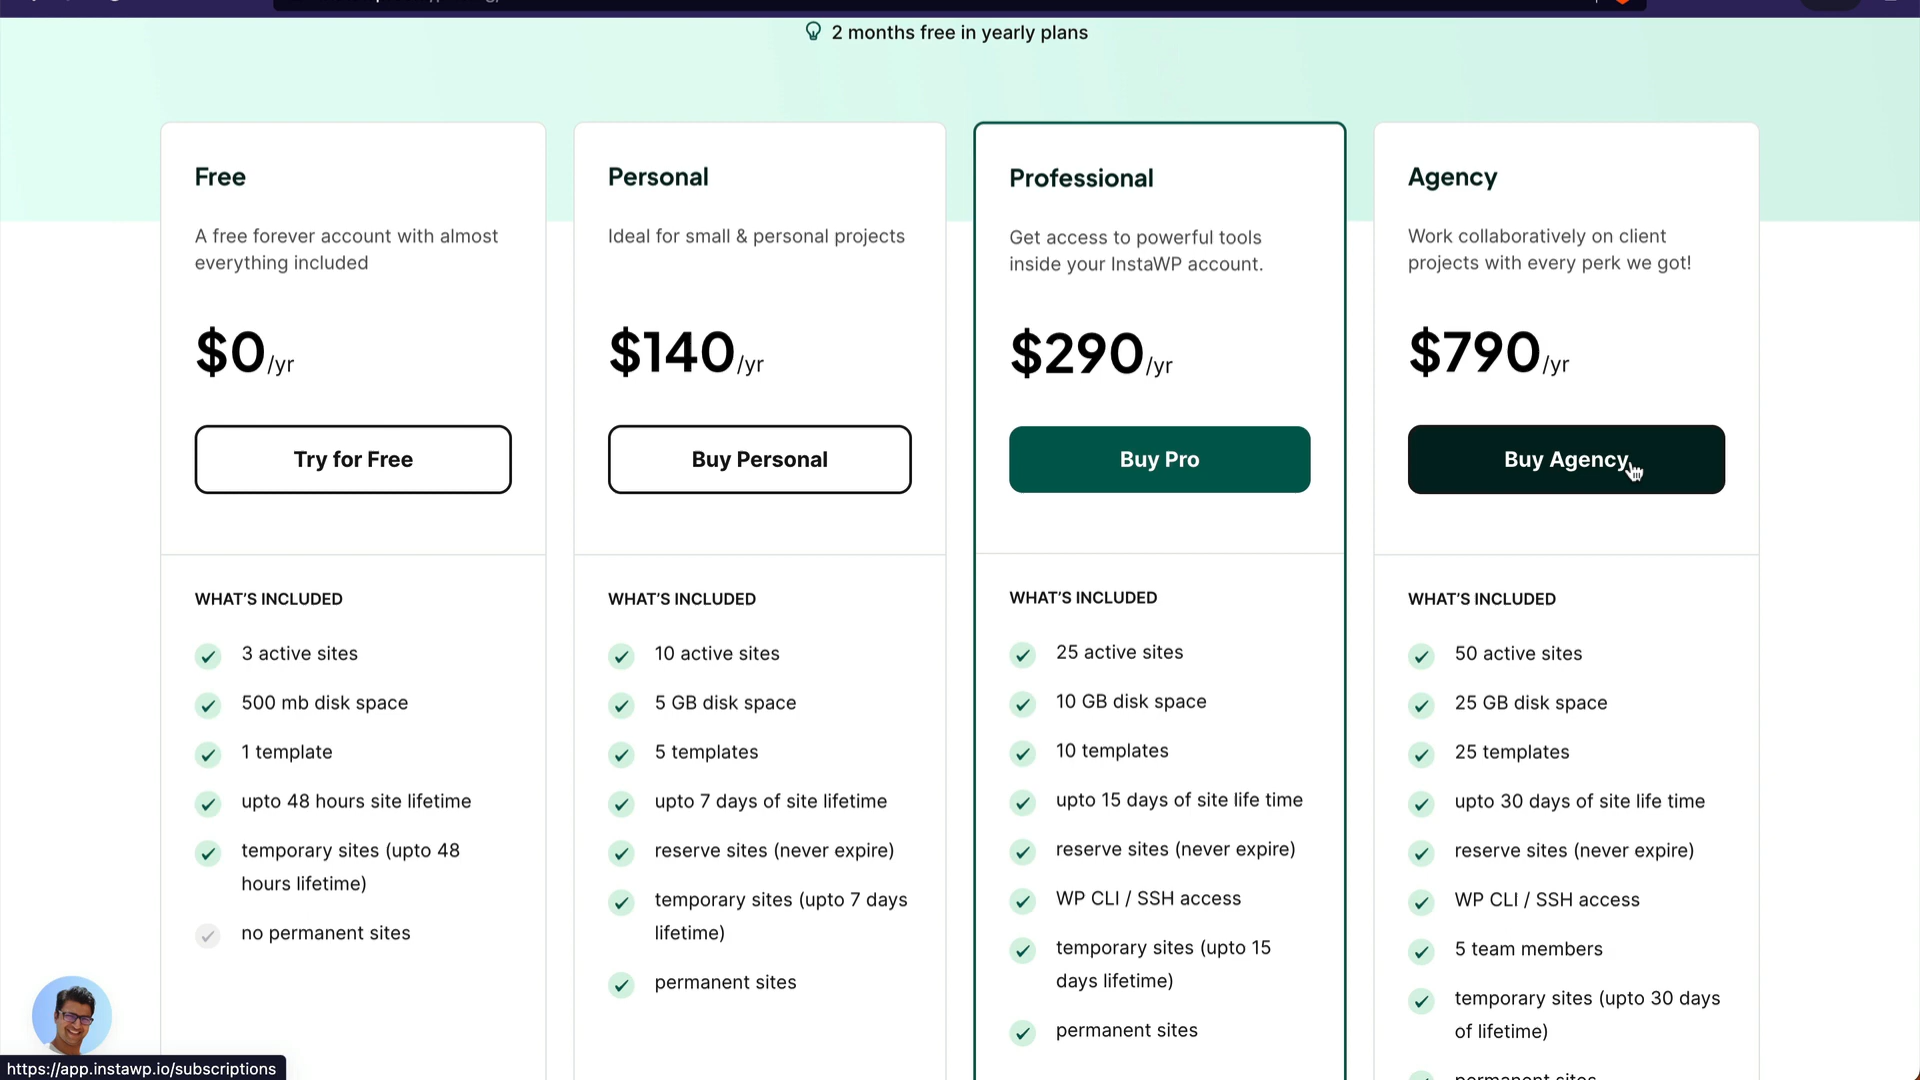 2 months free in yearly plans
Free
A free forever account with almost
everything included
$0/yr
Try for Free
WHAT'S INCLUDED
3 active sites
500 mb disk space
1 template
upto 48 hours site lifetime
temporary sites (upto 48
hours lifetime)
no permanent sites
Personal
Ideal for small & personal projects
$140/yr
Buy Personal
WHAT'S INCLUDED
10 active sites
5 GB disk space
5 templates
upto 7 days of site lifetime
reserve sites (never expire)
temporary sites (upto 7 days
lifetime)
permanent sites
Professional
Get access to powerful tools
inside your InstaWP account.
$290/yr
Buy Pro
WHAT'S INCLUDED
25 active sites
10 GB disk space
10 templates
upto 15 days of site life time
reserve sites (never expire)
WP CLI / SSH access
temporary sites (upto 15
days lifetime)
permanent sites
Agency
Work collaboratively on client
projects with every perk we got!
$790/yr
Buy Agency
WHAT'S INCLUDED
50 active sites
25 GB disk space
25 templates
upto 30 days of site life time
reserve sites (never expire)
WP CLI / SSH access
5 team members
temporary sites (upto 30 days
of lifetime)
permanent sites
https://app.instawp.io/subscriptions